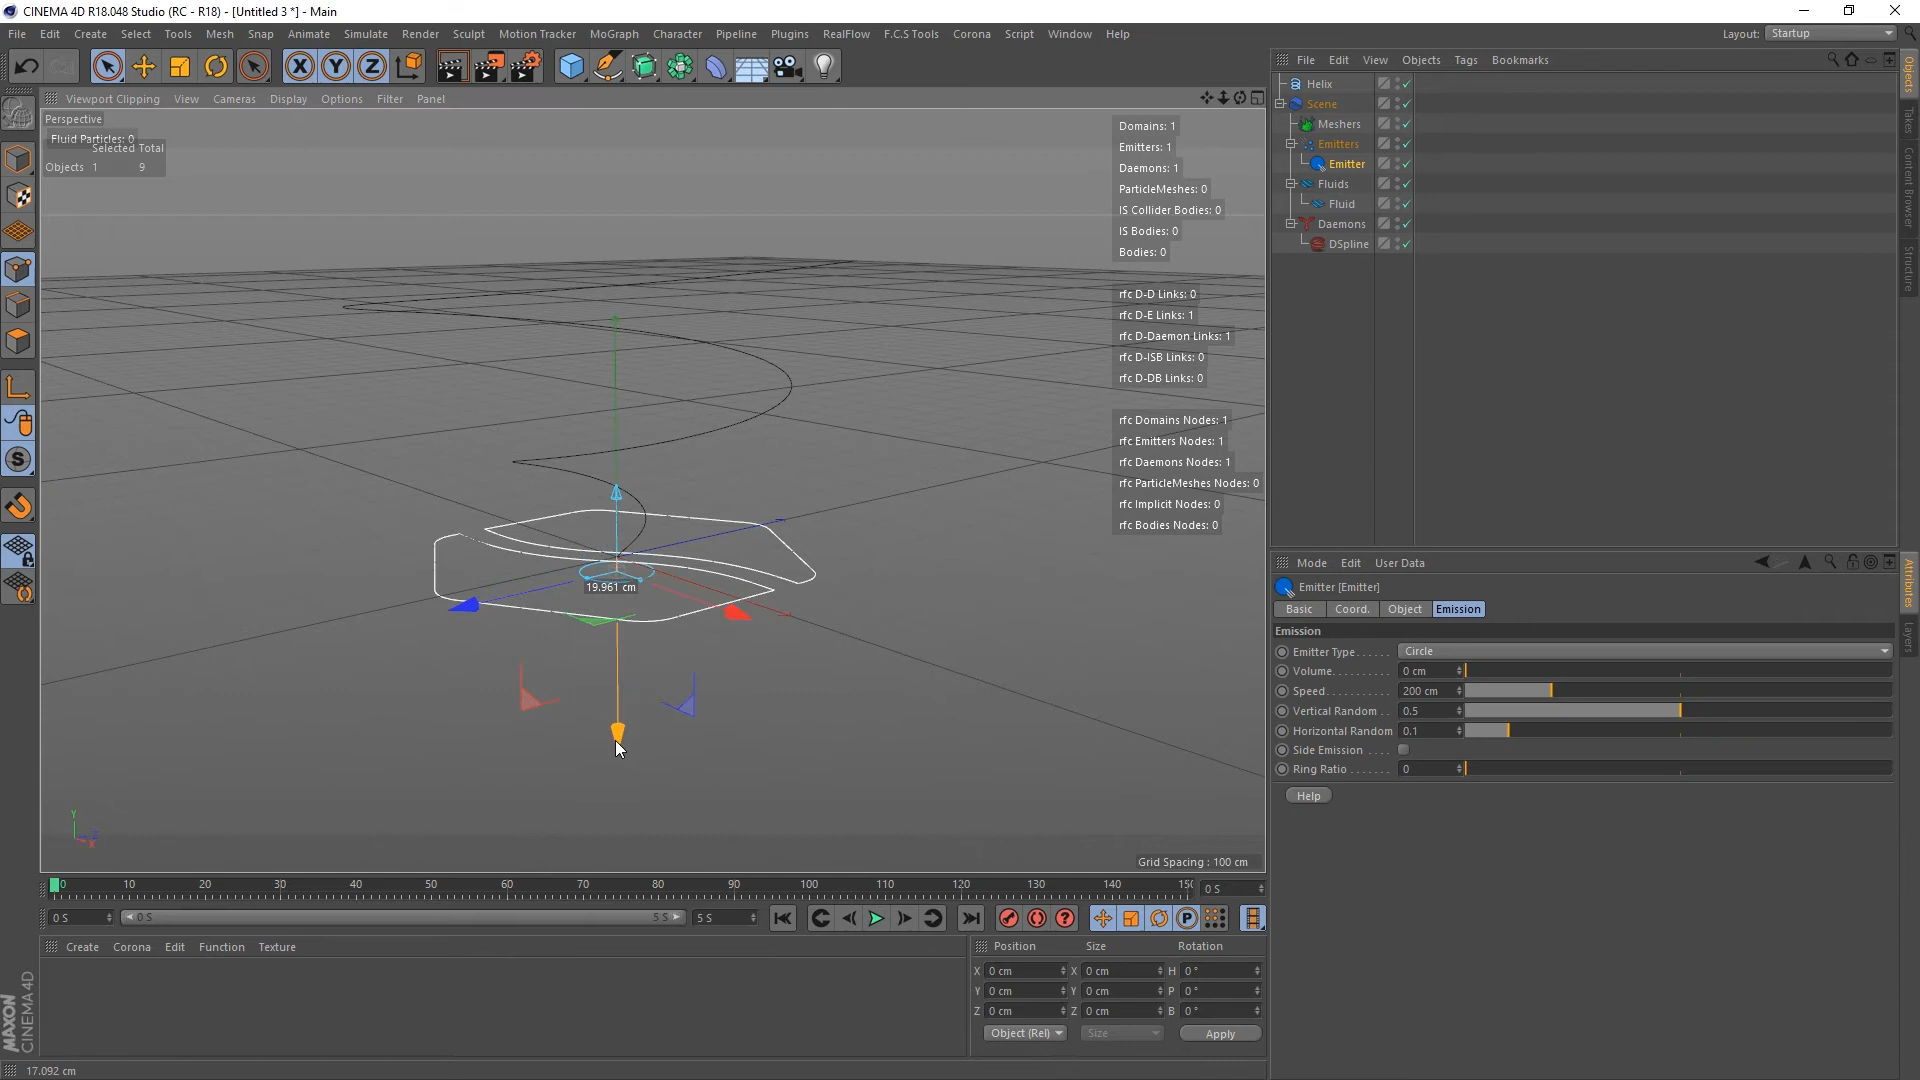 CINEMA 4D R18.048 Studio (RC - R18) - [Untitled 3 *] - Main
File Edit Create Select Tools Mesh Snap Animate Simulate Render Sculpt Motion Tracker MoGraph Character Pipeline Plugins RealFlow F.C.S Tools Corona Script Window Help
Layout: Startup
X Y Z
File Edit View Objects Tags Bookmarks
Viewport Clipping View Cameras Display Options Filter Panel
Perspective
Fluid Particles: 0
Selected Total
Objects 1 9
Domains: 1
Emitters: 1
Daemons: 1
ParticleMeshes: 0
IS Collider Bodies: 0
IS Bodies: 0
Bodies: 0
rfc D-D Links: 0
rfc D-E Links: 1
rfc D-Daemon Links: 1
rfc D-ISB Links: 0
rfc D-DB Links: 0
rfc Domains Nodes: 1
rfc Emitters Nodes: 1
rfc Daemons Nodes: 1
rfc ParticleMeshes Nodes: 0
rfc Implicit Nodes: 0
rfc Bodies Nodes: 0
19.961 cm
Y
Z
X
Grid Spacing : 100 cm
Helix
Scene
Meshers
Emitters
Emitter
Fluids
Fluid
Daemons
DSpline
Objects
Takes
Content Browser
Structure
Mode Edit User Data
Emitter [Emitter]
Basic Coord. Object Emission
Emission
Emitter Type...... Circle
Volume........... 0 cm
Speed............ 200 cm
Vertical Random .. 0.5
Horizontal Random 0.1
Side Emission ....
Ring Ratio ....... 0
Help
Attributes
Layers
0 10 20 30 40 50 60 70 80 90 100 110 120 130 140 15
0 S
0 S 0 S 5 S 5 S
Create Corona Edit Function Texture
Position Size Rotation
X 0 cm X 0 cm H 0 °
Y 0 cm Y 0 cm P 0 °
Z 0 cm Z 0 cm B 0 °
Object (Rel) Size Apply
MAXON
CINEMA 4D
17.092 cm